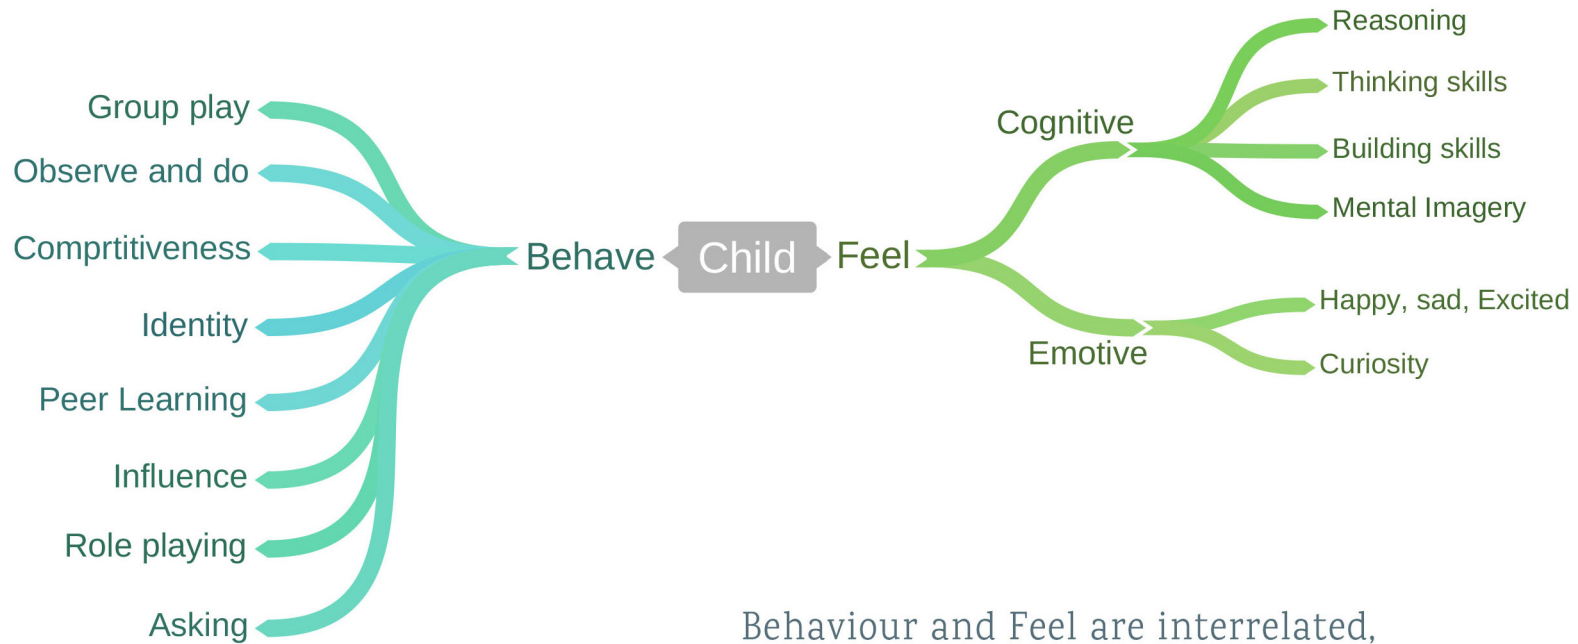 Child
Behave
Group play
Observe and do
Comprtitiveness
Identity
Peer Learning
Influence
Role playing
Asking
Feel
Cognitive
Reasoning
Thinking skills
Building skills
Mental Imagery
Emotive
Happy, sad, Excited
Curiosity
Behaviour and Feel are interrelated,